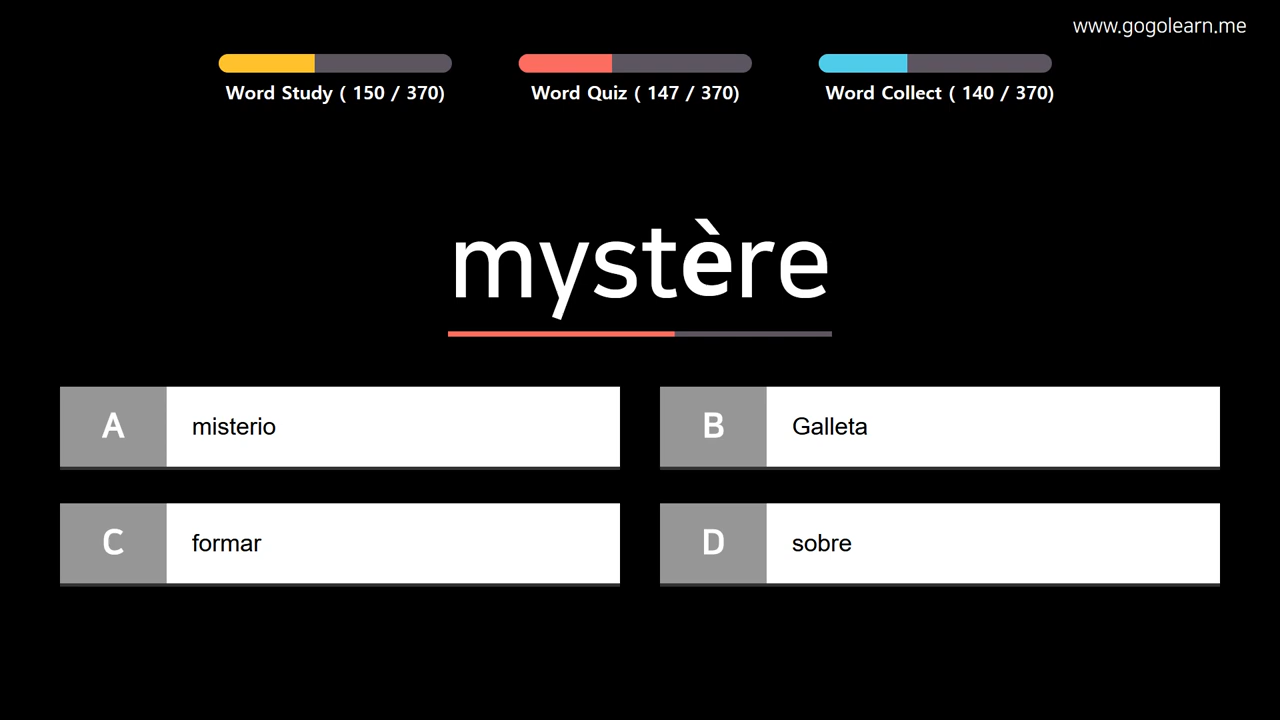 www.gogolearn.me
Word Study ( 150 / 370)
Word Quiz ( 147 / 370)
Word Collect ( 140 / 370)
mystère
A misterio
B Galleta
C formar
D sobre